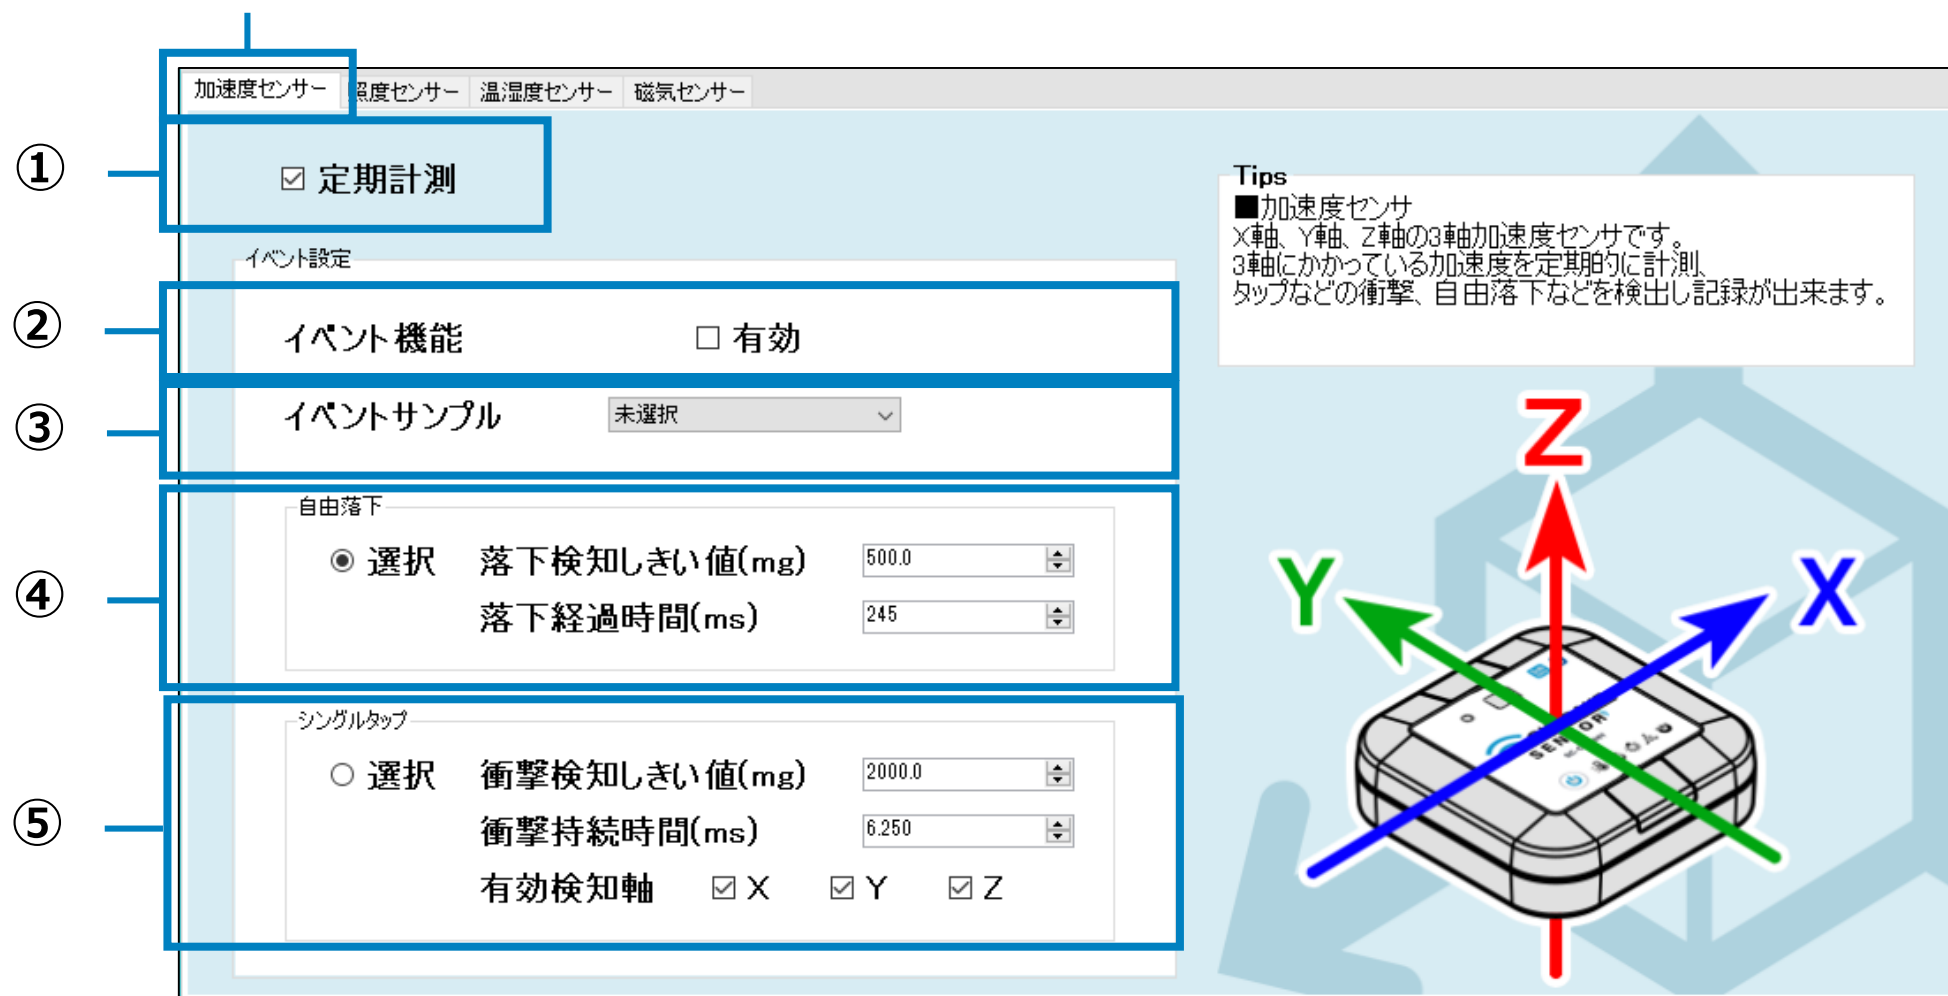 加速度センサー 照度センサー 温湿度センサー 磁気センサー
①
定期計測
イベント設定
②
イベント機能 有効
③
イベントサンプル 未選択
④
自由落下
選択 落下検知しきい値(mg) 500.0
落下経過時間(ms) 245
⑤
シングルタップ
選択 衝撃検知しきい値(mg) 2000.0
衝撃持続時間(ms) 6.250
有効検知軸 X Y Z
Tips
■加速度センサ
X軸、Y軸、Z軸の3軸加速度センサです。
3軸にかかっている加速度を定期的に計測、
タップなどの衝撃、自由落下などを検出し記録が出来ます。
Z
Y
X